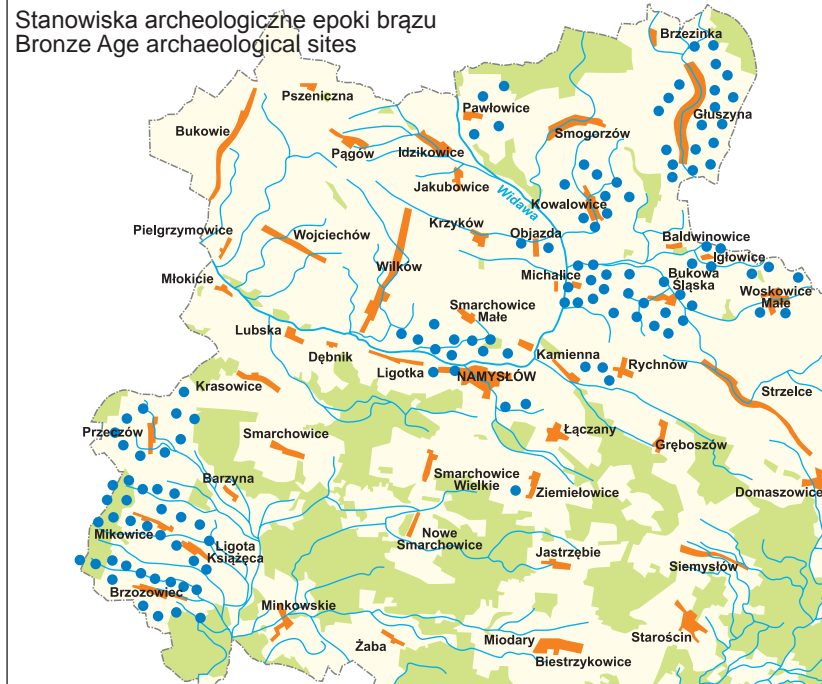 Stanowiska archeologiczne epoki brązu
Bronze Age archaeological sites
Brzezinka
Pszeniczna
Pawłowice
Głuszyna
Bukowie
Smogorzów
Pągów
Idzikowice
Jakubowice
Widawa
Kowalowice
Krzyków
Objazda
Pielgrzymowice
Wojciechów
Baldwinowice
Igłowice
Wilków
Michalice
Bukowa
Śląska
Młokicie
Woskowice
Małe
Smarchowice
Małe
Lubska
Dębnik
Kamienna
Rychnów
Ligotka
NAMYSŁÓW
Krasowice
Strzelce
Przeczów
Smarchowice
Łączany
Gręboszów
Barzyna
Smarchowice
Wielkie
Ziemiełowice
Domaszowice
Mikowice
Nowe
Smarchowice
Ligota
Książęca
Jastrzębie
Siemysłów
Brzozowiec
Minkowskie
Żaba
Miodary
Starościn
Biestrzykowice